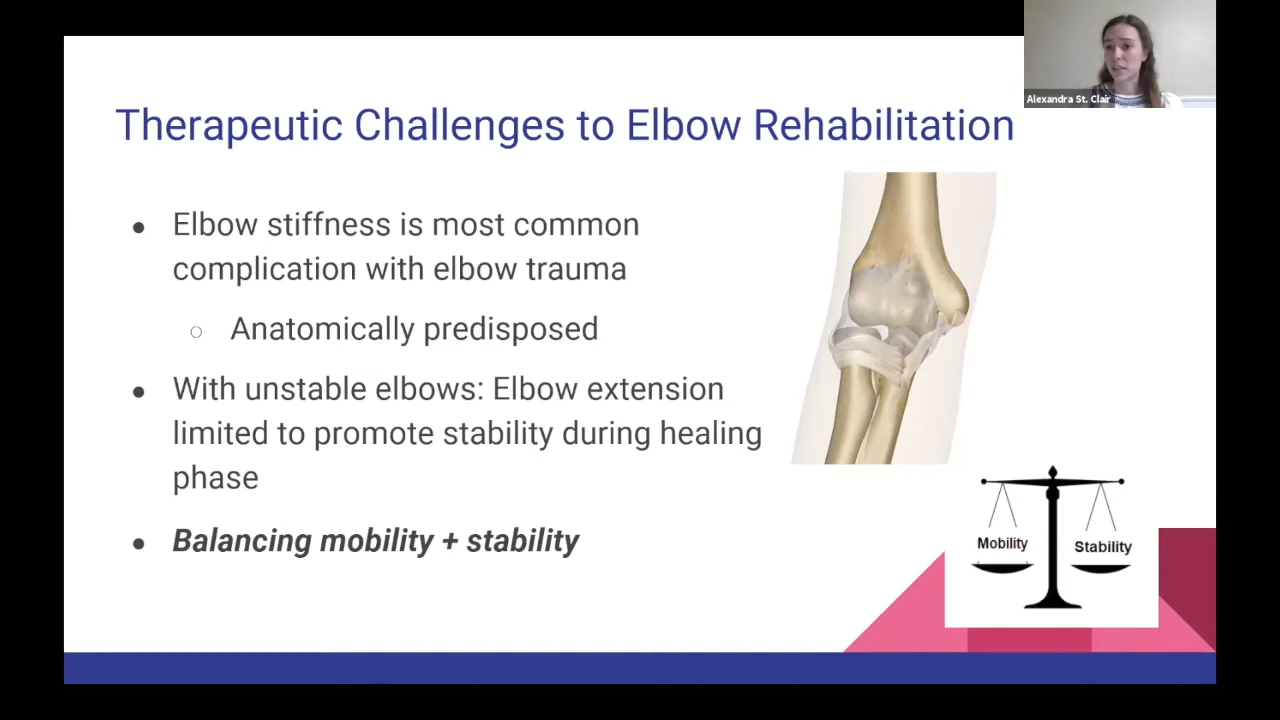 Alexandra St. Clair
Therapeutic Challenges to Elbow Rehabilitation
● Elbow stiffness is most common
complication with elbow trauma
○ Anatomically predisposed
● With unstable elbows: Elbow extension
limited to promote stability during healing
phase
● Balancing mobility + stability
Mobility
Stability